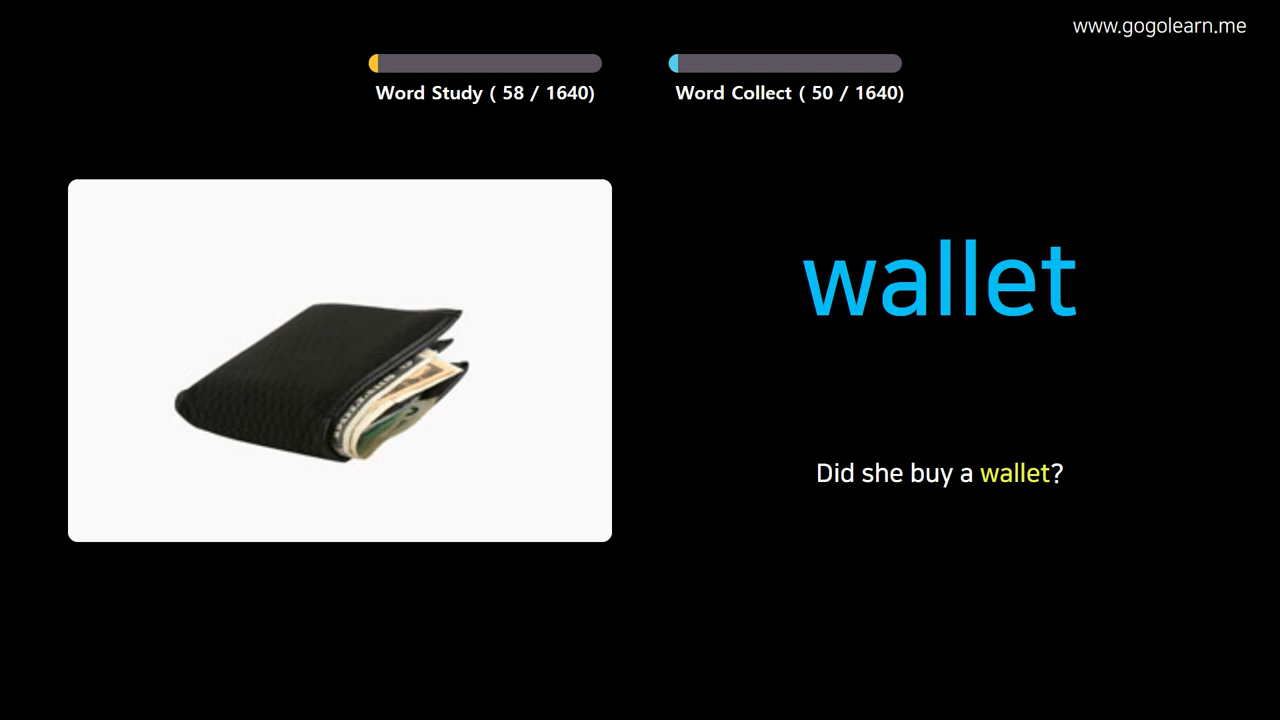 www.gogolearn.me
Word Study ( 58 / 1640)
Word Collect ( 50 / 1640)
wallet
Did she buy a wallet?